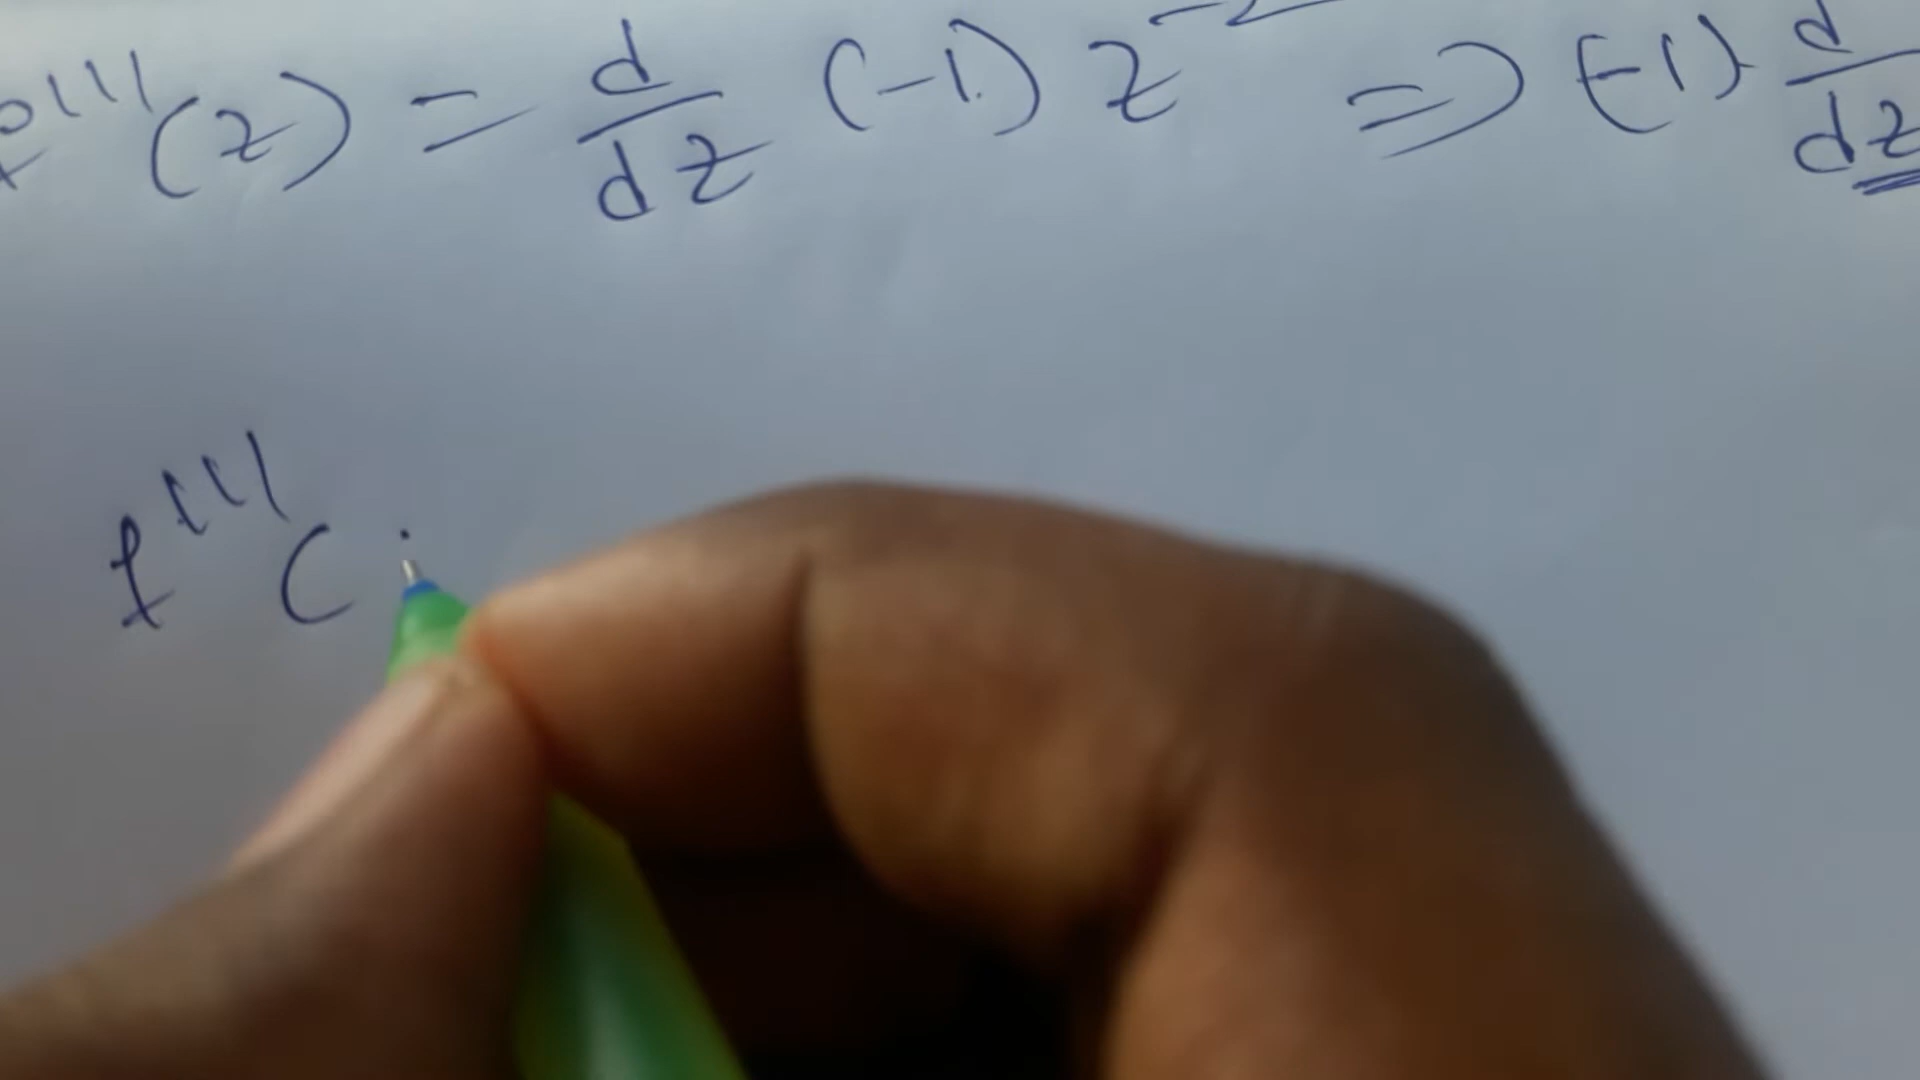 f'''(z) = d/dz (-1) z^-2 => (-1) d/dz
f'''(